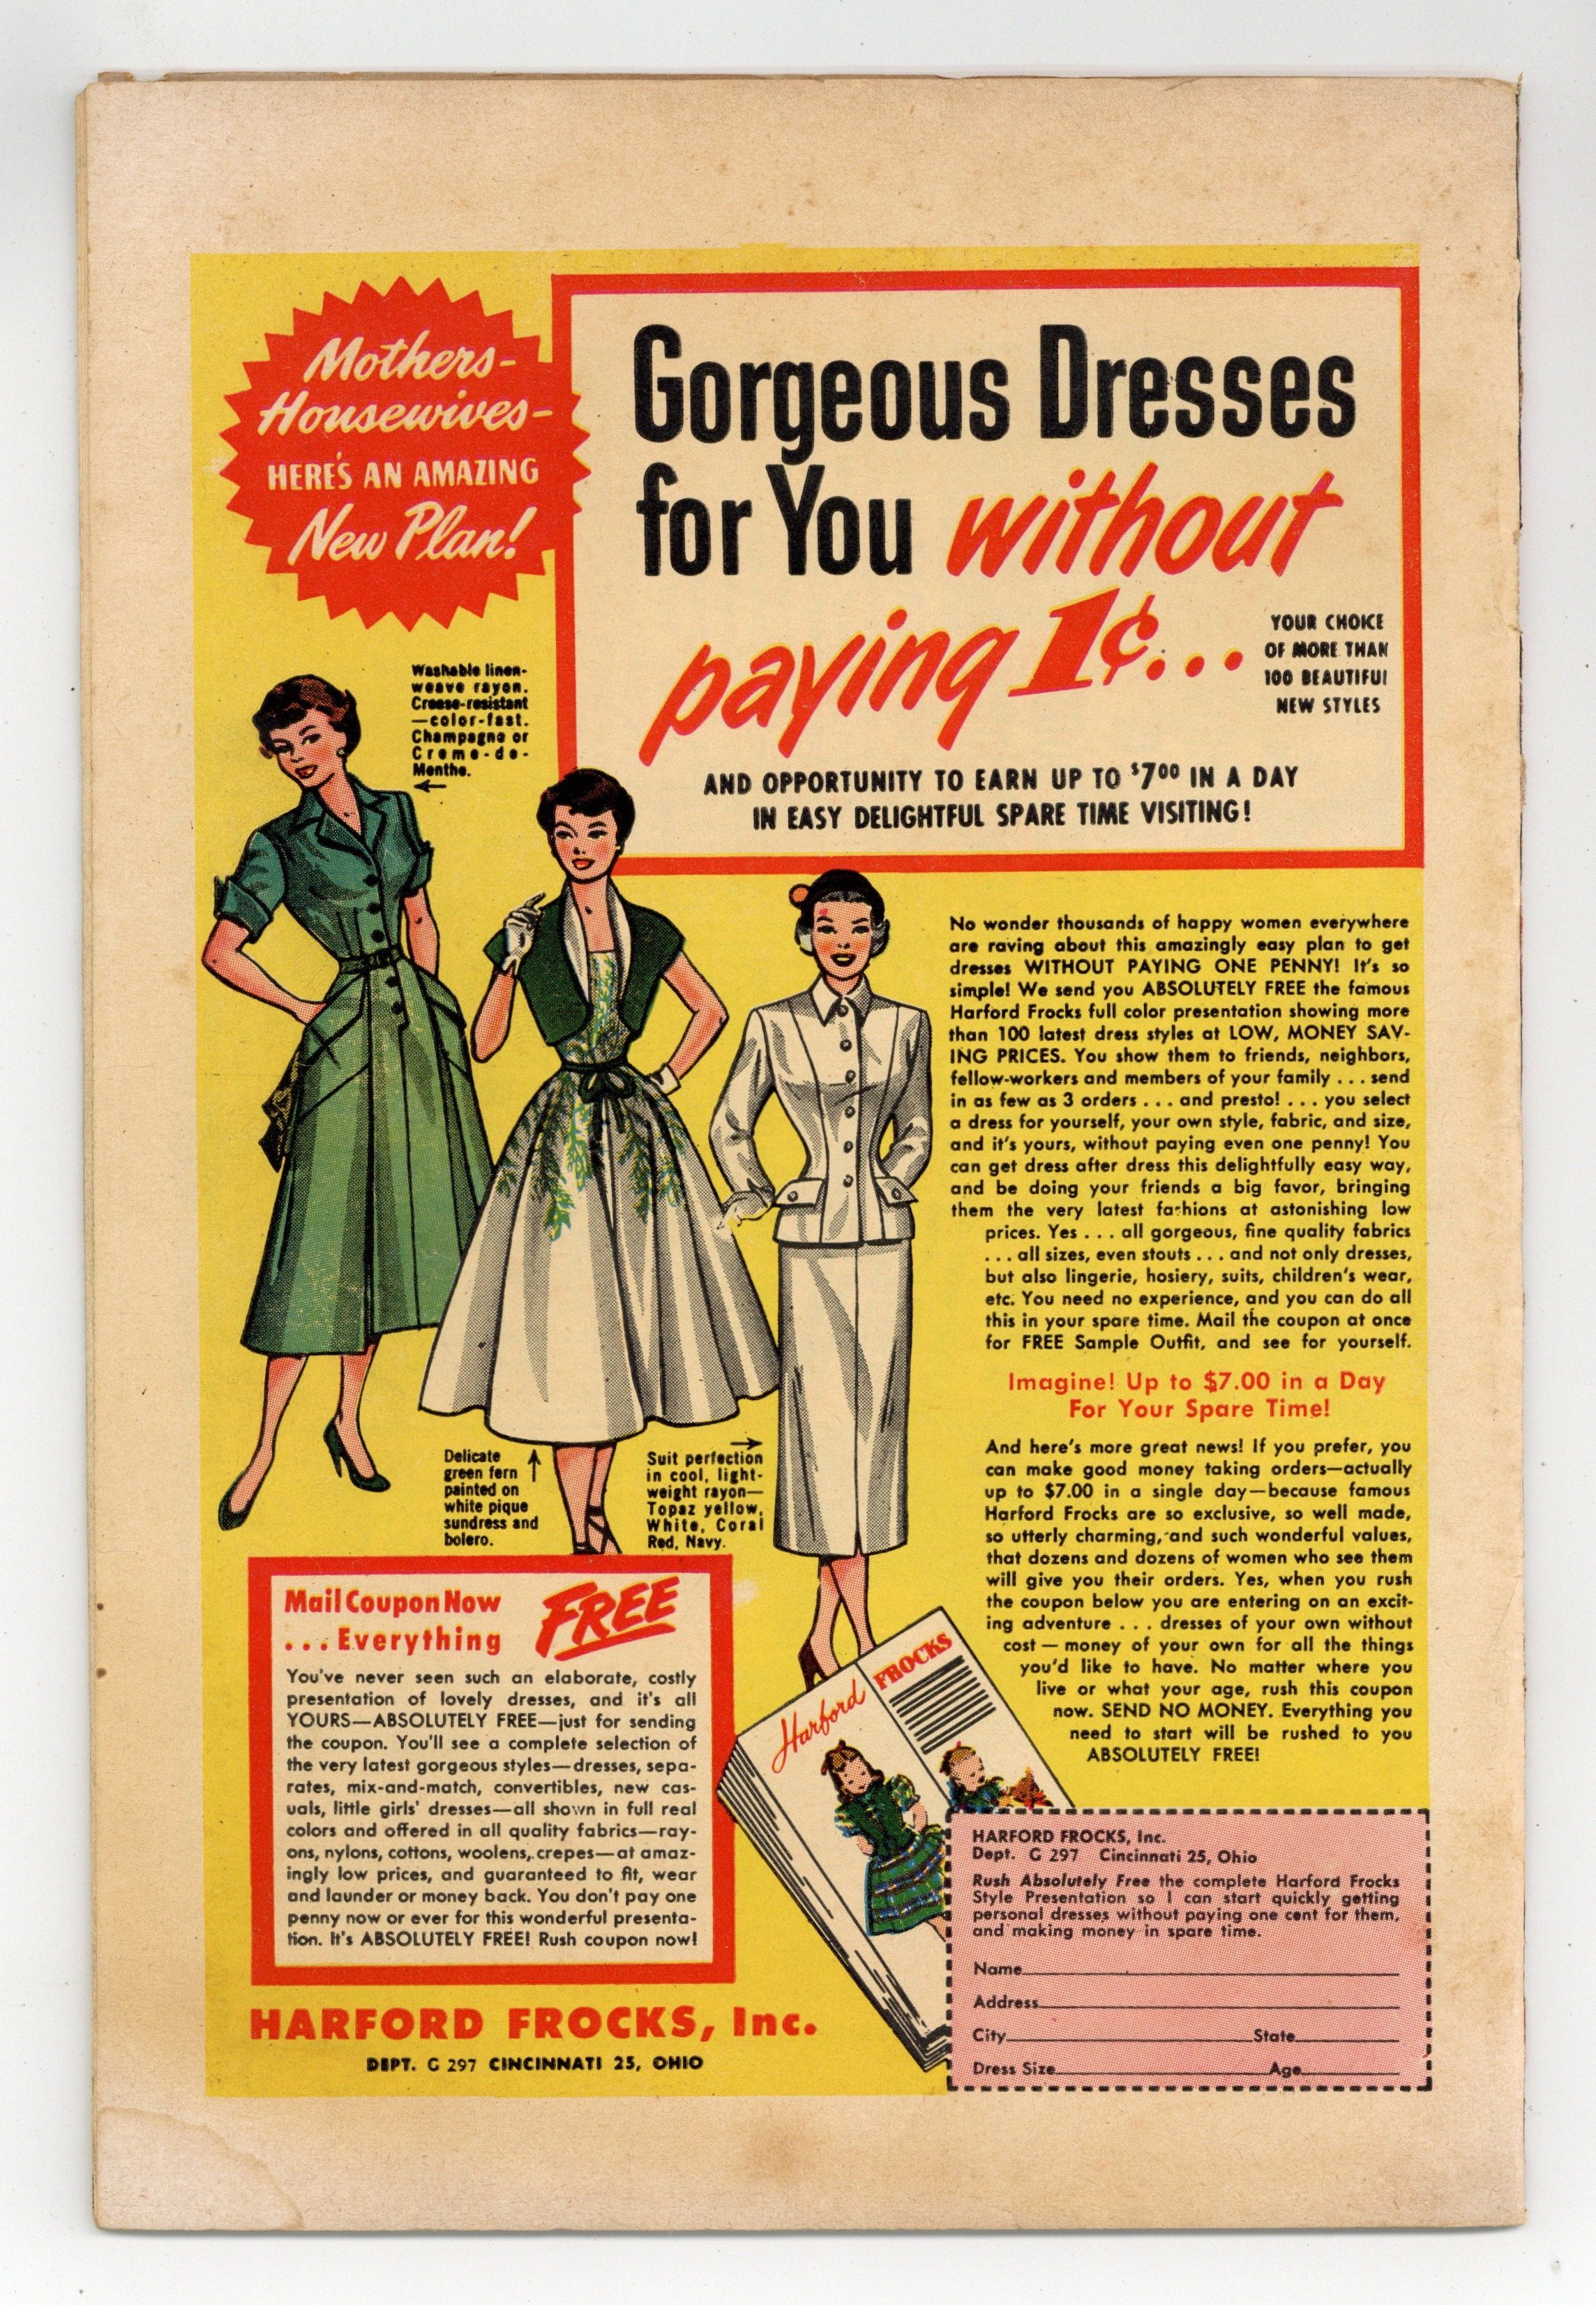 Mothers-
Housewives-
HERE'S AN AMAZING
New Plan!
Gorgeous Dresses
for You without
paying 1¢...
YOUR CHOICE
OF MORE THAN
100 BEAUTIFUL
NEW STYLES
AND OPPORTUNITY TO EARN UP TO $7⁰⁰ IN A DAY
IN EASY DELIGHTFUL SPARE TIME VISITING!
Washable linen-
weave rayon.
Crease-resistant
—color-fast.
Champagne or
Creme-de-
Menthe.
No wonder thousands of happy women everywhere
are raving about this amazingly easy plan to get
dresses WITHOUT PAYING ONE PENNY! It's so
simple! We send you ABSOLUTELY FREE the famous
Harford Frocks full color presentation showing more
than 100 latest dress styles at LOW, MONEY SAV-
ING PRICES. You show them to friends, neighbors,
fellow-workers and members of your family . . . send
in as few as 3 orders . . . and presto! . . . you select
a dress for yourself, your own style, fabric, and size,
and it's yours, without paying even one penny! You
can get dress after dress this delightfully easy way,
and be doing your friends a big favor, bringing
them the very latest fashions at astonishing low
prices. Yes . . . all gorgeous, fine quality fabrics
. . . all sizes, even stouts . . . and not only dresses,
but also lingerie, hosiery, suits, children's wear,
etc. You need no experience, and you can do all
this in your spare time. Mail the coupon at once
for FREE Sample Outfit, and see for yourself.
Imagine! Up to $7.00 in a Day
For Your Spare Time!
And here's more great news! If you prefer, you
can make good money taking orders—actually
up to $7.00 in a single day—because famous
Harford Frocks are so exclusive, so well made,
so utterly charming, and such wonderful values,
that dozens and dozens of women who see them
will give you their orders. Yes, when you rush
the coupon below you are entering on an excit-
ing adventure . . . dresses of your own without
cost — money of your own for all the things
you'd like to have. No matter where you
live or what your age, rush this coupon
now. SEND NO MONEY. Everything you
need to start will be rushed to you
ABSOLUTELY FREE!
Delicate
green fern
painted on
white pique
sundress and
bolero.
Suit perfection
in cool, light-
weight rayon—
Topaz yellow,
White, Coral
Red, Navy.
Mail Coupon Now
. . . Everything
FREE
You've never seen such an elaborate, costly
presentation of lovely dresses, and it's all
YOURS—ABSOLUTELY FREE—just for sending
the coupon. You'll see a complete selection of
the very latest gorgeous styles—dresses, sepa-
rates, mix-and-match, convertibles, new cas-
uals, little girls' dresses—all shown in full real
colors and offered in all quality fabrics—ray-
ons, nylons, cottons, woolens, crepes—at amaz-
ingly low prices, and guaranteed to fit, wear
and launder or money back. You don't pay one
penny now or ever for this wonderful presenta-
tion. It's ABSOLUTELY FREE! Rush coupon now!
HARFORD FROCKS, Inc.
DEPT. G 297 CINCINNATI 25, OHIO
Harford FROCKS
HARFORD FROCKS, Inc.
Dept. G 297 Cincinnati 25, Ohio
Rush Absolutely Free the complete Harford Frocks
Style Presentation so I can start quickly getting
personal dresses without paying one cent for them,
and making money in spare time.
Name
Address
City State
Dress Size Age